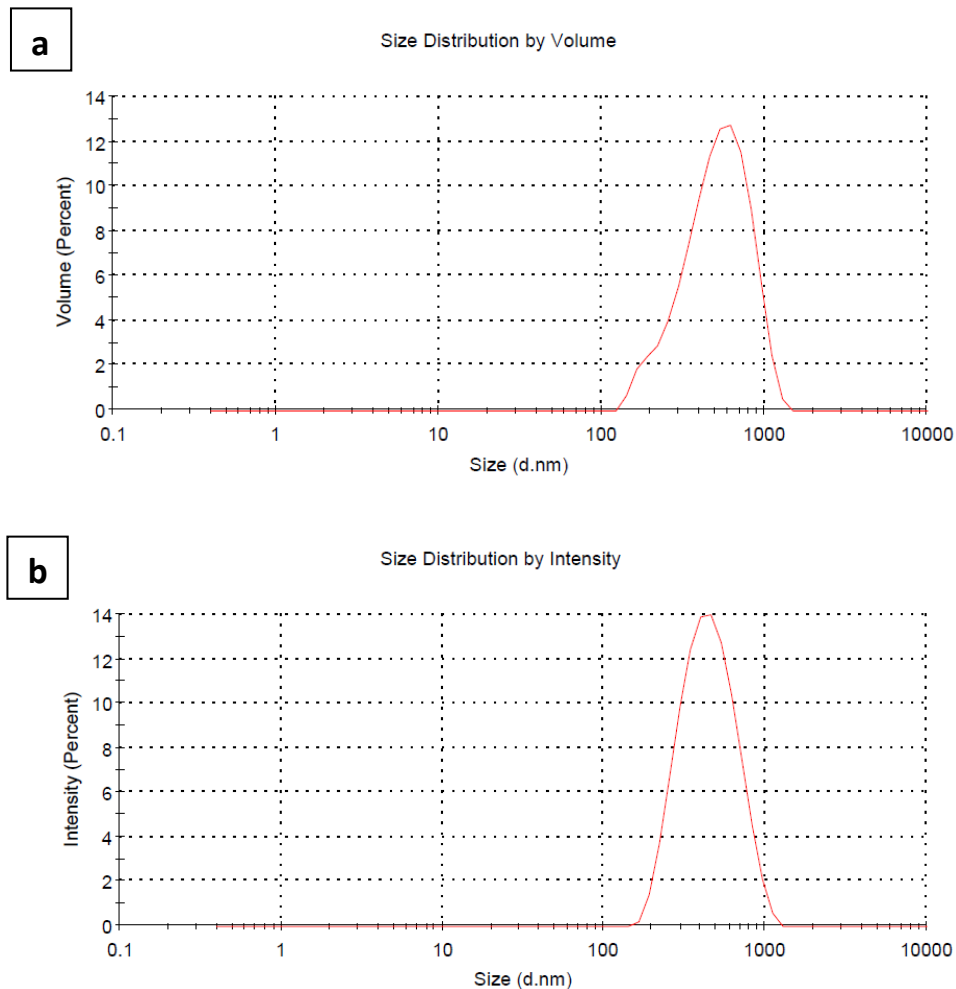 a
Size Distribution by Volume
14
12
10
8
6
4
2
0
Volume (Percent)
0.1 1 10 100 1000 10000
Size (d.nm)
b
Size Distribution by Intensity
14
12
10
8
6
4
2
0
Intensity (Percent)
0.1 1 10 100 1000 10000
Size (d.nm)